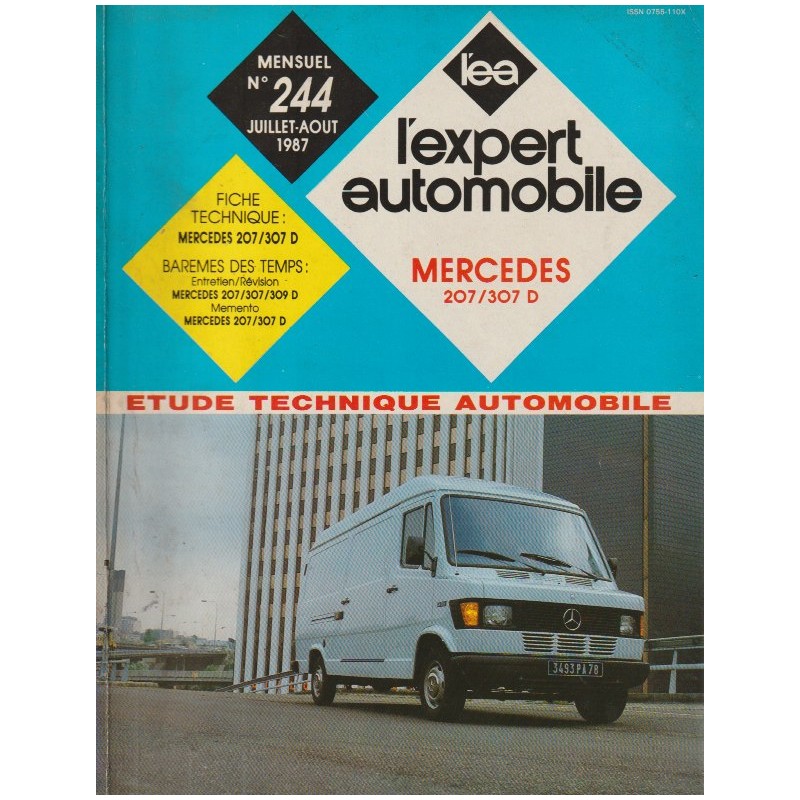 ISSN 0755-110X
MENSUEL
N° 244
JUILLET-AOUT
1987
l'ea
l'expert
automobile
FICHE
TECHNIQUE :
MERCEDES 207/307 D
BAREMES DES TEMPS :
Entretien/Révision
MERCEDES 207/307/309 D
Memento
MERCEDES 207/307 D
MERCEDES
207/307 D
ETUDE TECHNIQUE AUTOMOBILE
3493 PA 78